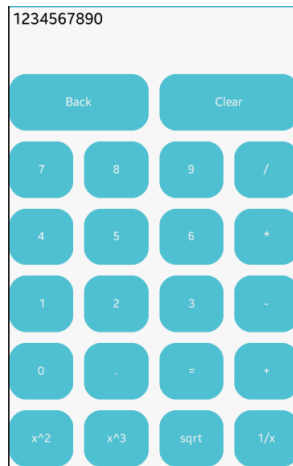 1234567890
Back Clear
7 8 9 /
4 5 6 *
1 2 3 -
0 . = +
x^2 x^3 sqrt 1/x